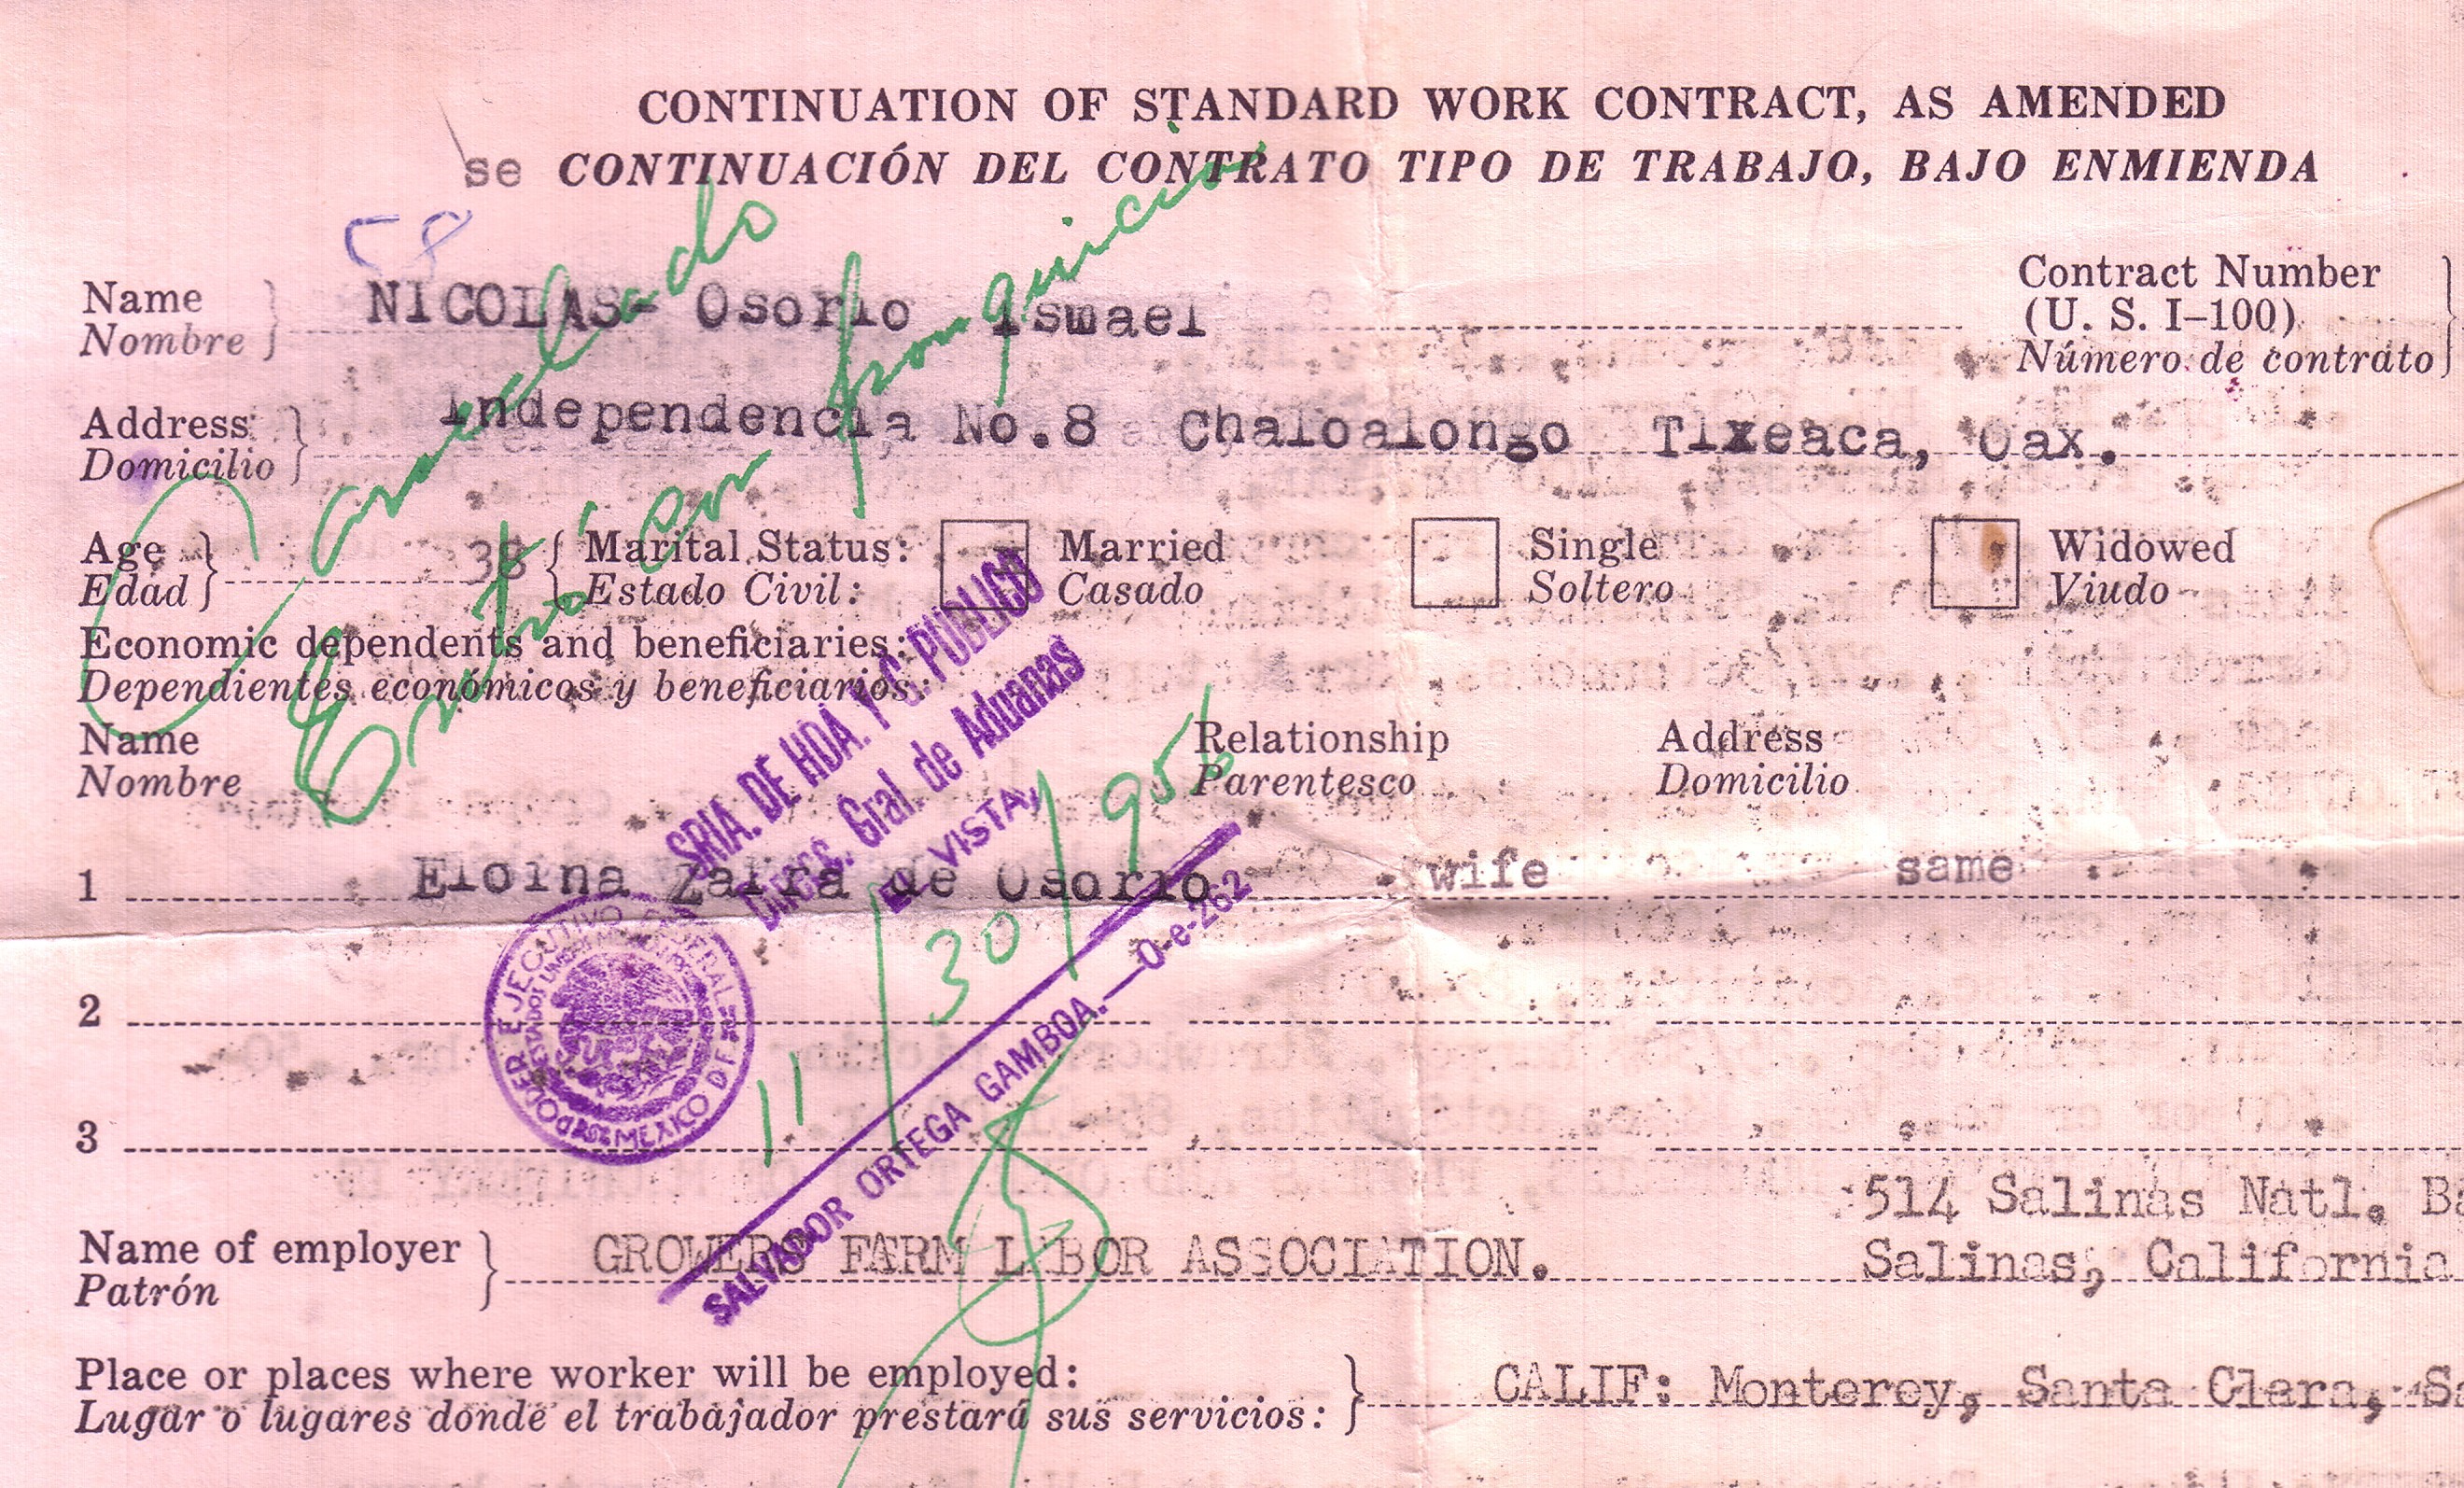 CONTINUATION OF STANDARD WORK CONTRACT, AS AMENDED
se CONTINUACIÓN DEL CONTRATO TIPO DE TRABAJO, BAJO ENMIENDA
58
Name NICOLAS- Osorio Ismael
Nombre
Contract Number
(U. S. I-100)
Número de contrato
Address Independencia No.8 Chaloalongo Tlxeaca, Oax.
Domicilio
Cancelado
Entró con franquicia
Age 38 Marital Status: Married Single Widowed
Edad Estado Civil: Casado Soltero Viudo
Economic dependents and beneficiaries:
Dependientes económicos y beneficiarios:
Name Relationship Address
Nombre Parentesco Domicilio
SRIA. DE HDA. Y C. PUBLICO
Direcc. Gral. de Aduanas
EL VISTA,
11/30/956
SALVADOR ORTEGA GAMBOA.—O-e-262
1 Eloina Zafra de Osorio wife same
PODER EJECUTIVO FEDERAL
ESTADOS UNIDOS MEXICANOS
MEXICO D F
2
3
514 Salinas Natl.
Name of employer GROWERS FARM LABOR ASSOCIATION. Salinas, California
Patrón
Place or places where worker will be employed: CALIF: Monterey, Santa Clara,
Lugar o lugares donde el trabajador prestará sus servicios: